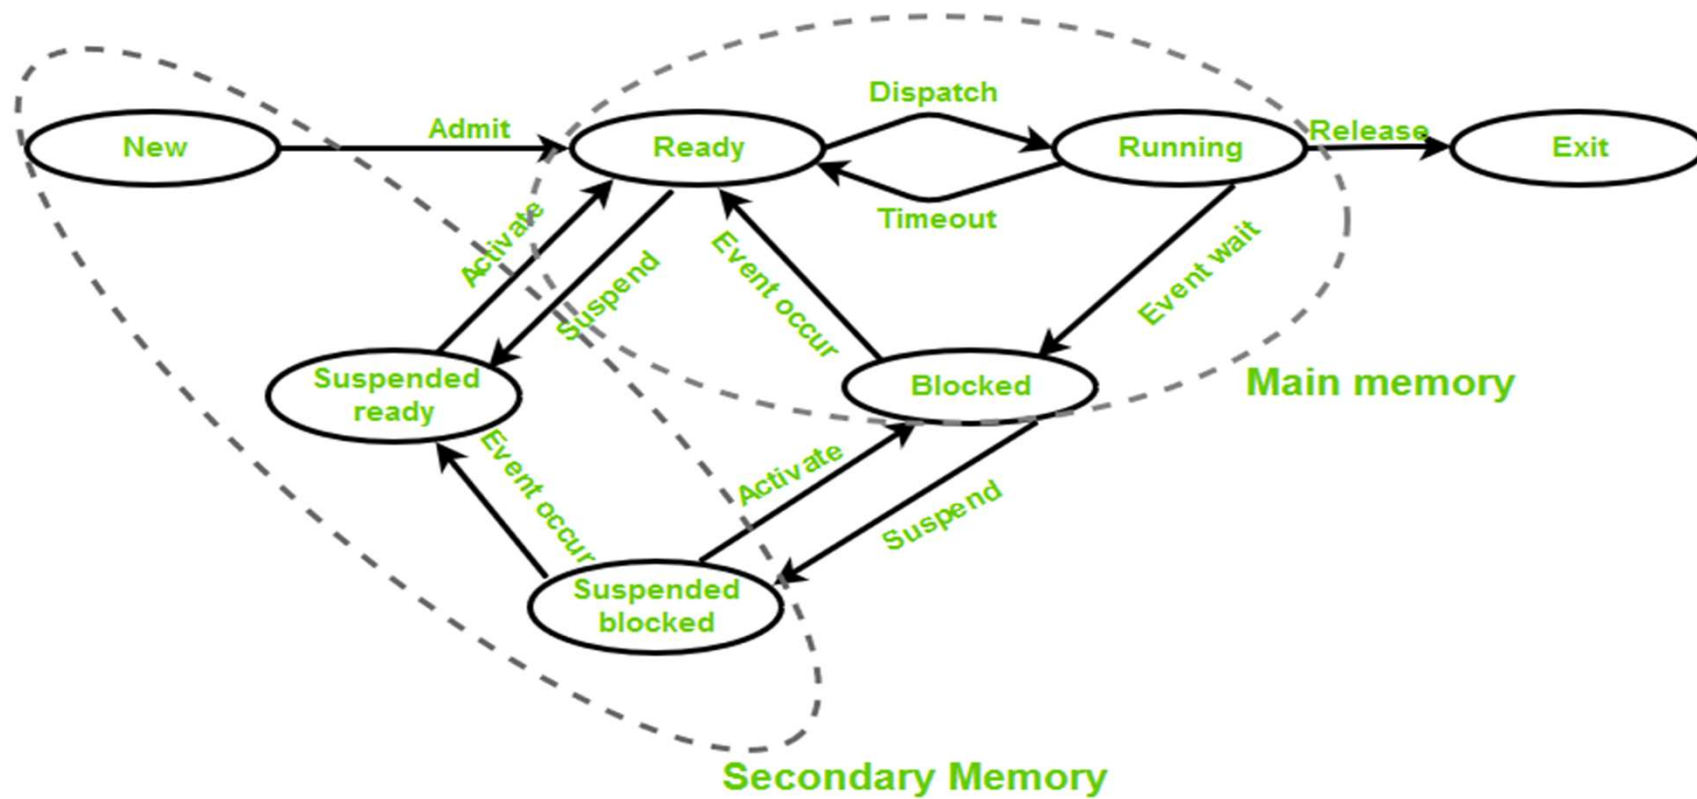 Dispatch
New
Admit
Ready
Running
Release
Exit
Timeout
Activate
Suspend
Event occur
Event wait
Suspended
ready
Blocked
Main memory
Event occur
Activate
Suspend
Suspended
blocked
Secondary Memory